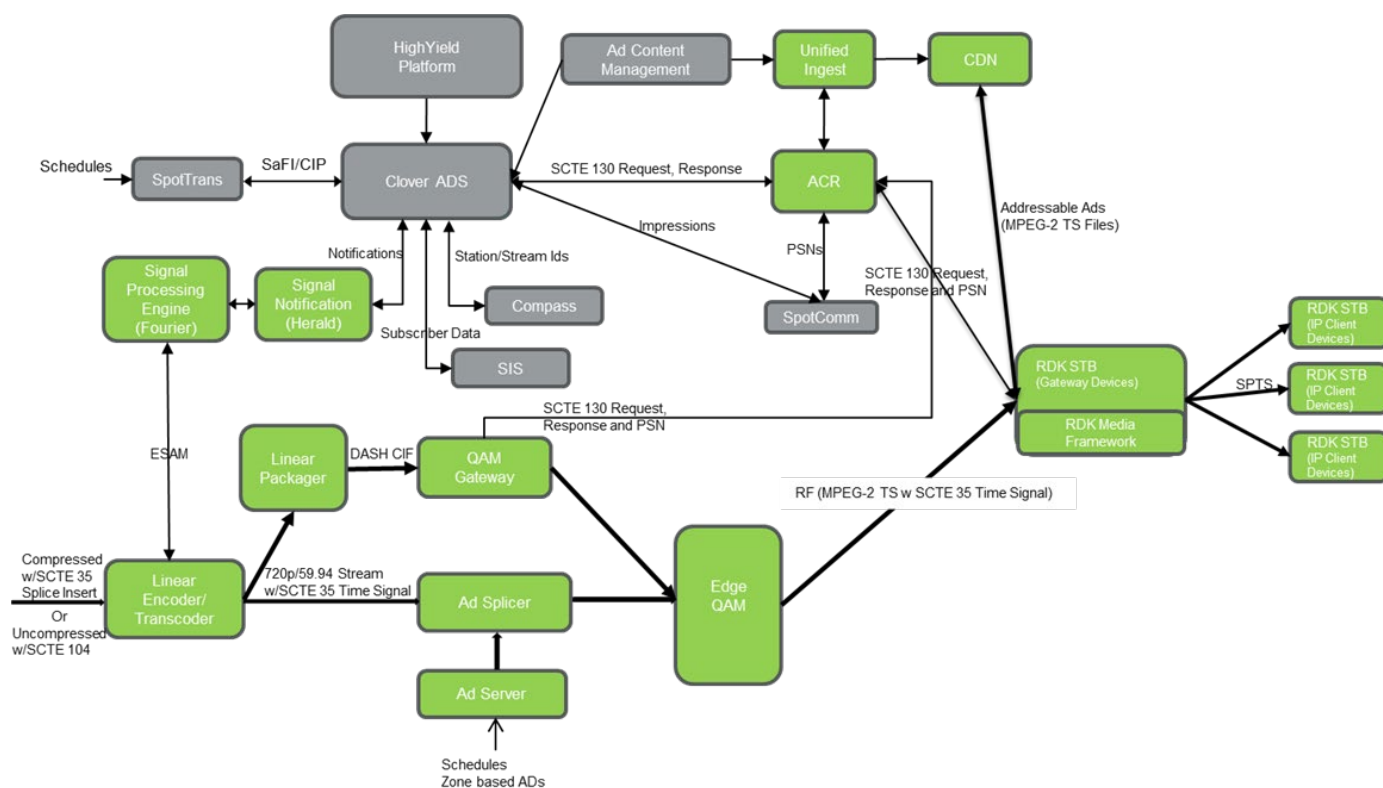 HighYield
Platform
Ad Content
Management
Unified
Ingest
CDN
Schedules
SpotTrans
SaFI/CIP
Clover ADS
SCTE 130 Request, Response
ACR
Addressable Ads
(MPEG-2 TS Files)
Impressions
Notifications
Station/Stream Ids
PSNs
Signal
Processing
Engine
(Fourier)
Signal
Notification
(Herald)
Compass
SCTE 130 Request,
Response and PSN
SpotComm
Subscriber Data
SIS
RDK STB
(IP Client
Devices)
RDK STB
(Gateway Devices)
RDK Media
Framework
SPTS
RDK STB
(IP Client
Devices)
RDK STB
(IP Client
Devices)
SCTE 130 Request,
Response and PSN
ESAM
Linear
Packager
DASH CIF
QAM
Gateway
RF (MPEG-2 TS w SCTE 35 Time Signal)
Compressed
w/SCTE 35
Splice Insert
Or
Uncompressed
w/SCTE 104
Linear
Encoder/
Transcoder
720p/59.94 Stream
w/SCTE 35 Time Signal
Ad Splicer
Edge
QAM
Ad Server
Schedules
Zone based ADs